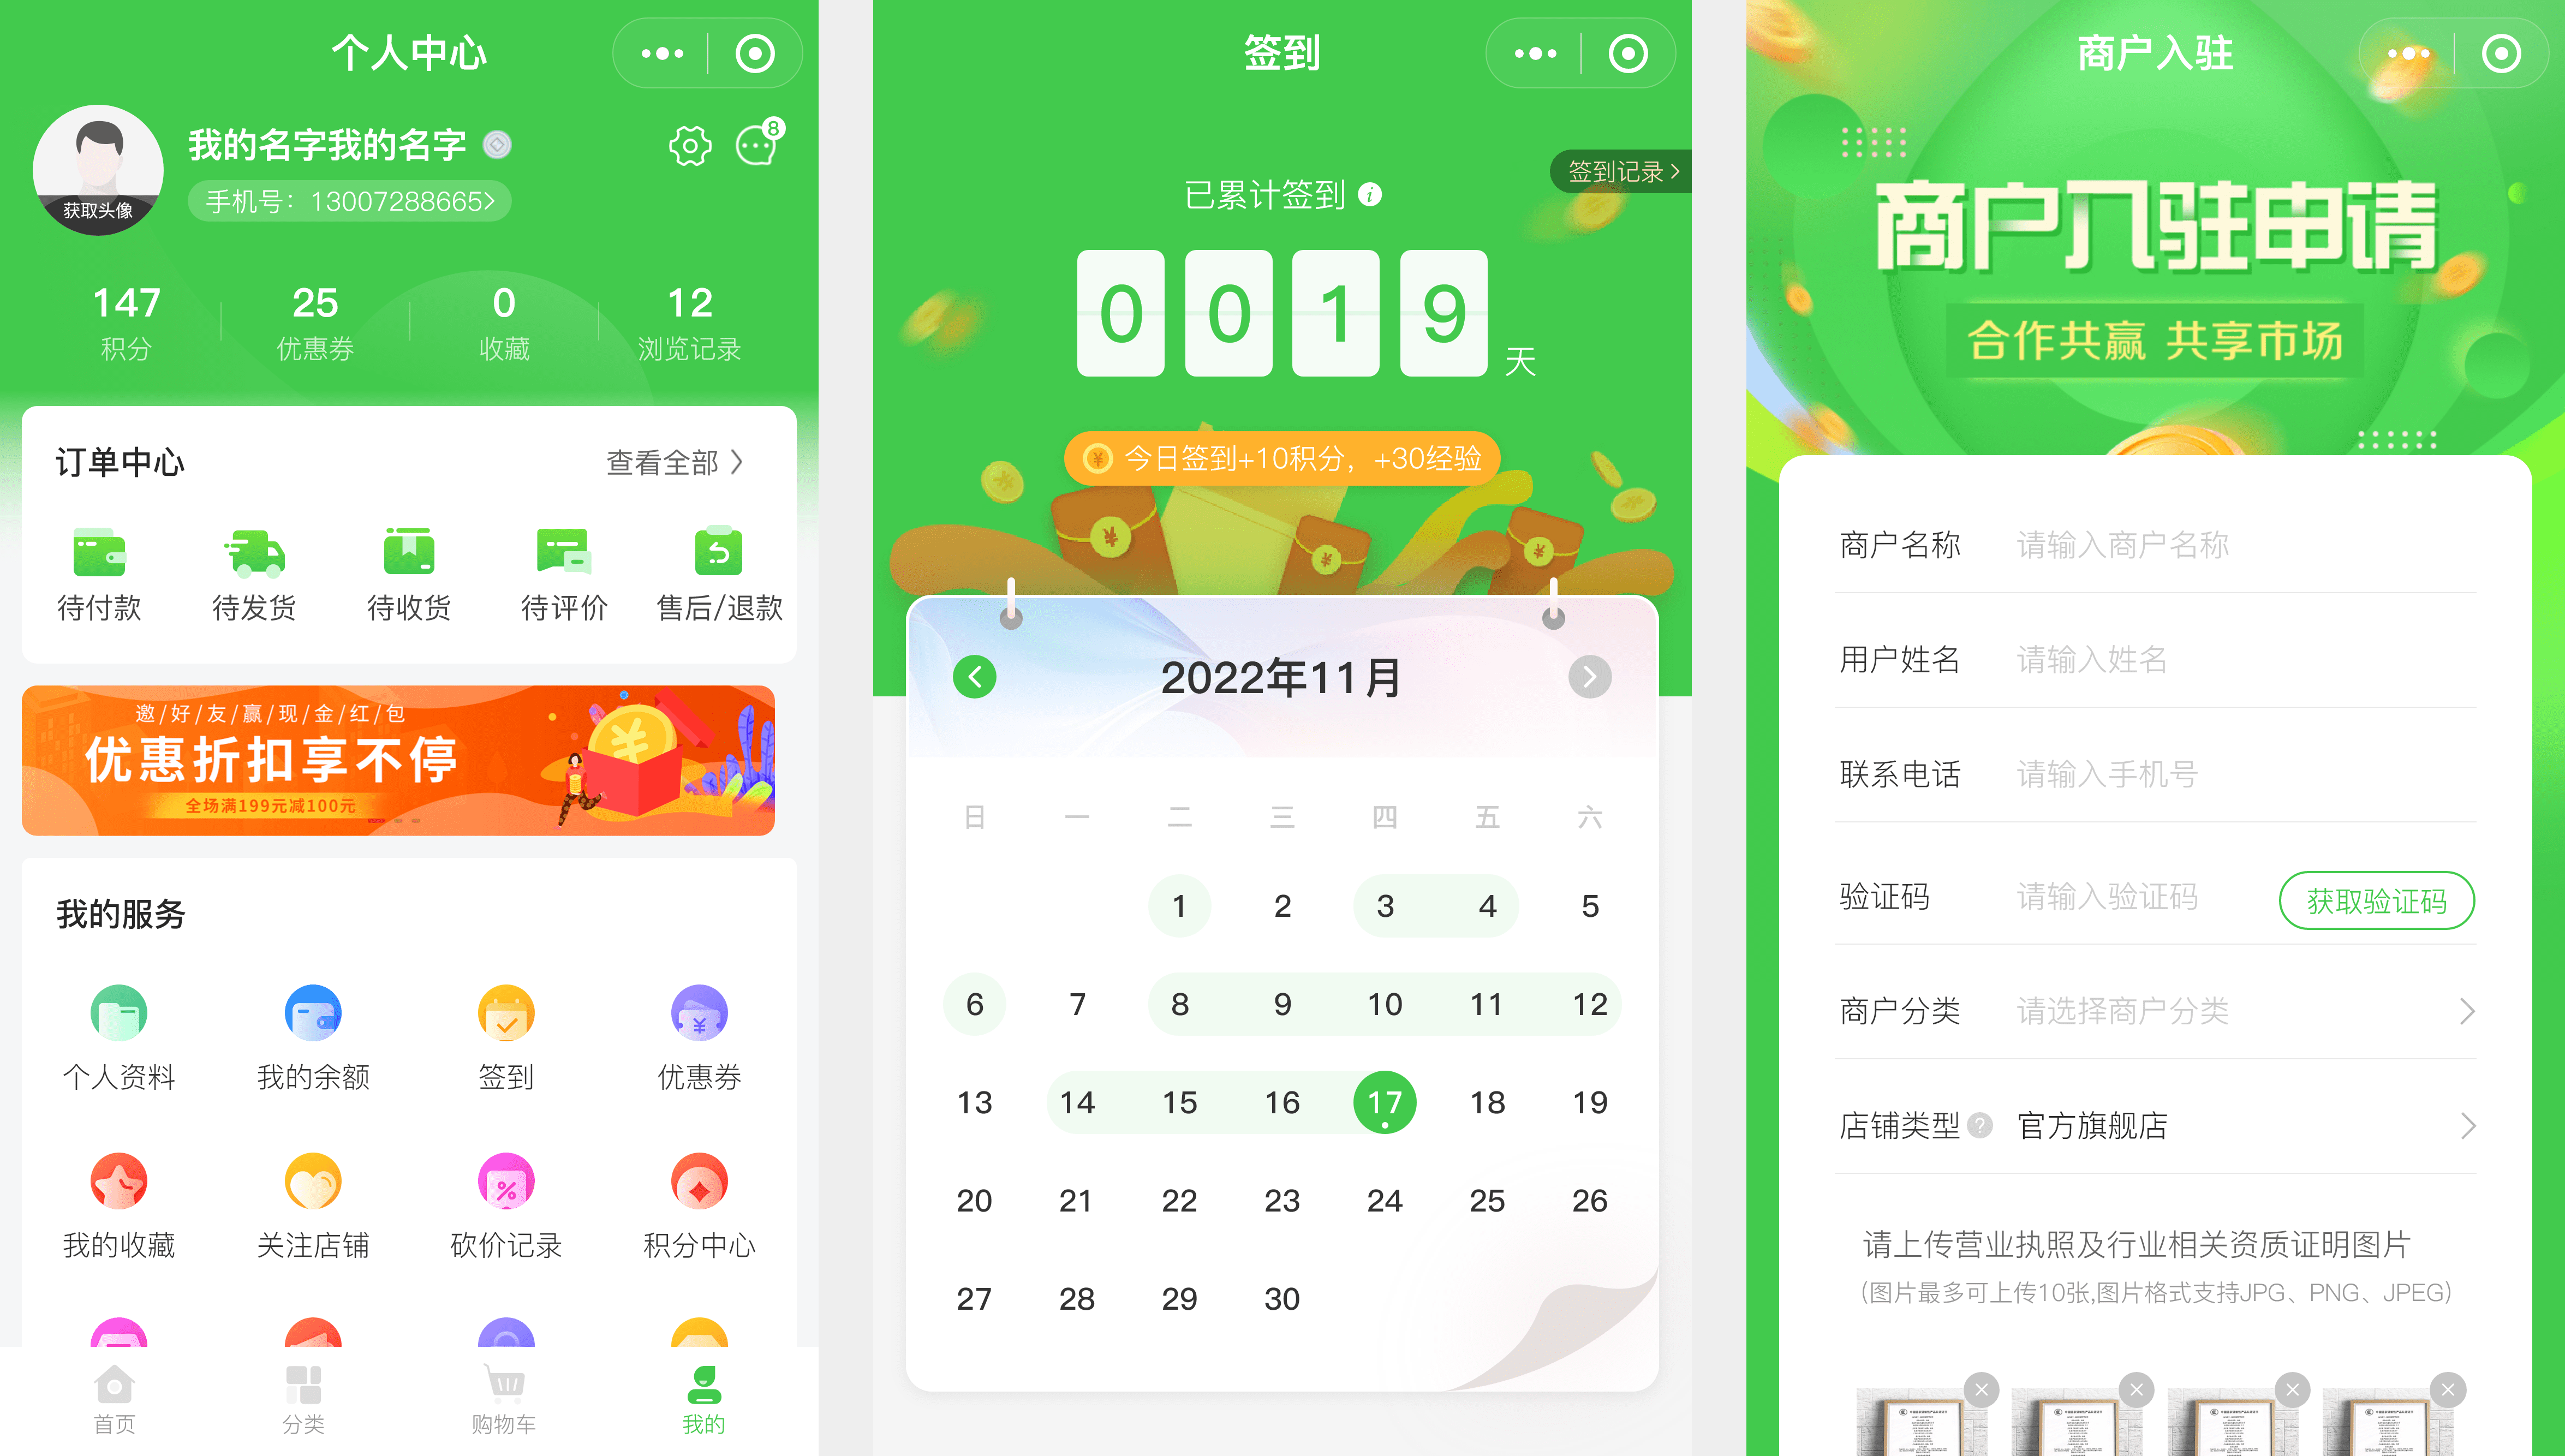 个人中心
我的名字我的名字
8
手机号：13007288665>
获取头像
147 25 0 12
积分 优惠券 收藏 浏览记录
订单中心 查看全部
待付款 待发货 待收货 待评价 售后/退款
邀/好/友/赢/现/金/红/包
优惠折扣享不停
全场满199元减100元
我的服务
个人资料 我的余额 签到 优惠券
我的收藏 关注店铺 砍价记录 积分中心
首页 分类 购物车 我的
签到
签到记录
已累计签到
0 0 1 9 天
今日签到+10积分，+30经验
2022年11月
日 一 二 三 四 五 六
1 2 3 4 5
6 7 8 9 10 11 12
13 14 15 16 17 18 19
20 21 22 23 24 25 26
27 28 29 30
商户入驻
商户入驻申请
合作共赢 共享市场
商户名称 请输入商户名称
用户姓名 请输入姓名
联系电话 请输入手机号
验证码 请输入验证码 获取验证码
商户分类 请选择商户分类
店铺类型 ? 官方旗舰店
请上传营业执照及行业相关资质证明图片
(图片最多可上传10张,图片格式支持JPG、PNG、JPEG)